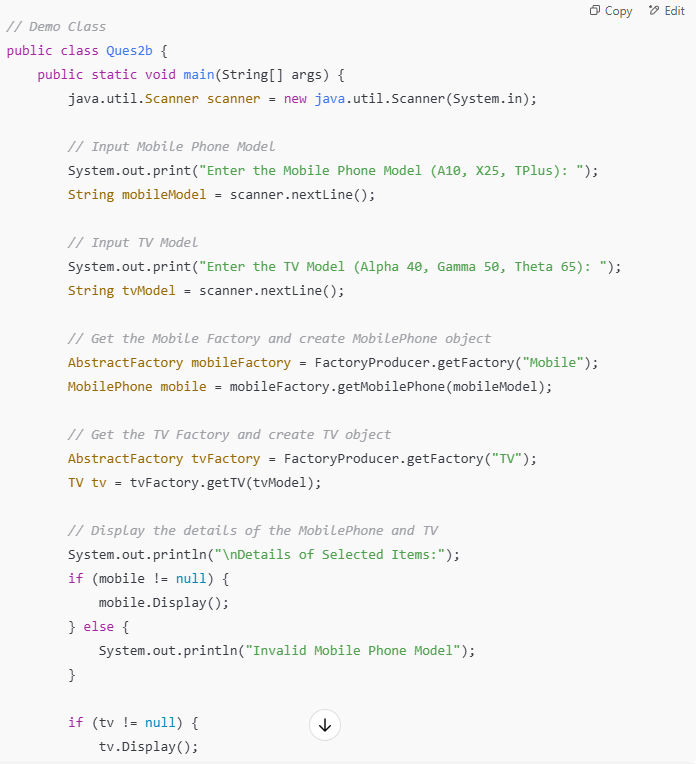 Copy Edit
// Demo Class
public class Ques2b {
    public static void main(String[] args) {
        java.util.Scanner scanner = new java.util.Scanner(System.in);

        // Input Mobile Phone Model
        System.out.print("Enter the Mobile Phone Model (A10, X25, TPlus): ");
        String mobileModel = scanner.nextLine();

        // Input TV Model
        System.out.print("Enter the TV Model (Alpha 40, Gamma 50, Theta 65): ");
        String tvModel = scanner.nextLine();

        // Get the Mobile Factory and create MobilePhone object
        AbstractFactory mobileFactory = FactoryProducer.getFactory("Mobile");
        MobilePhone mobile = mobileFactory.getMobilePhone(mobileModel);

        // Get the TV Factory and create TV object
        AbstractFactory tvFactory = FactoryProducer.getFactory("TV");
        TV tv = tvFactory.getTV(tvModel);

        // Display the details of the MobilePhone and TV
        System.out.println("\nDetails of Selected Items:");
        if (mobile != null) {
            mobile.Display();
        } else {
            System.out.println("Invalid Mobile Phone Model");
        }

        if (tv != null) {
            tv.Display();